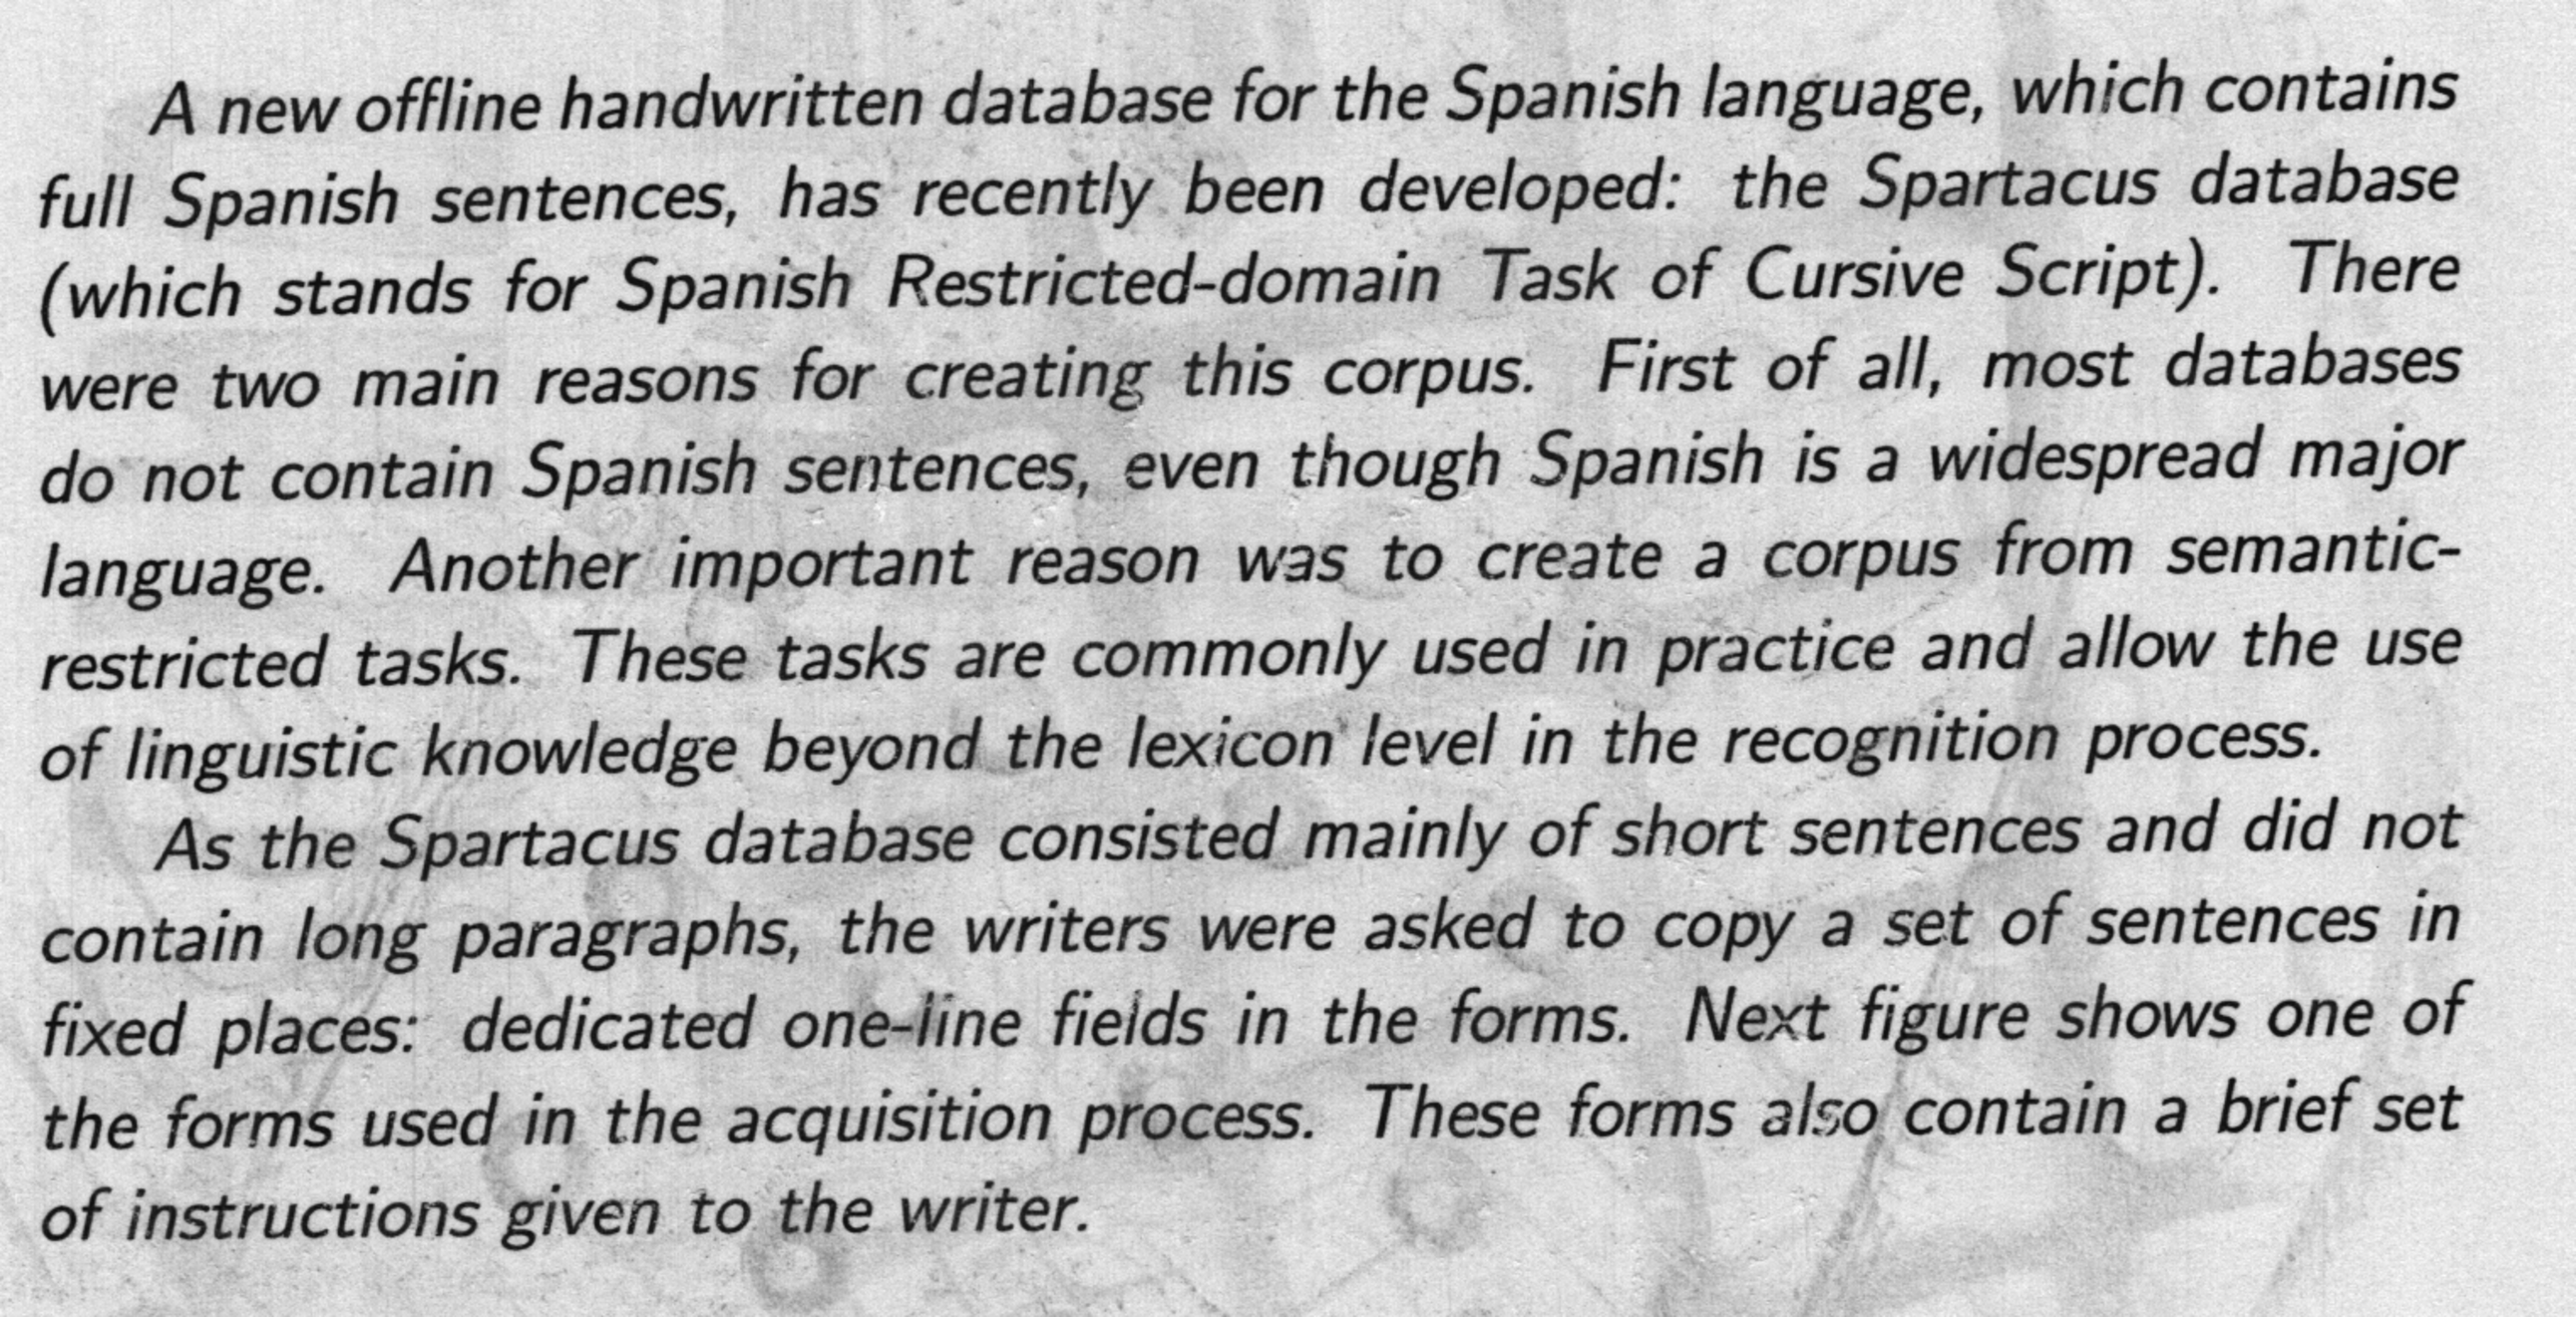 A new offline handwritten database for the Spanish language, which contains
full Spanish sentences, has recently been developed: the Spartacus database
(which stands for Spanish Restricted-domain Task of Cursive Script). There
were two main reasons for creating this corpus. First of all, most databases
do not contain Spanish sentences, even though Spanish is a widespread major
language. Another important reason was to create a corpus from semantic-
restricted tasks. These tasks are commonly used in practice and allow the use
of linguistic knowledge beyond the lexicon level in the recognition process.
As the Spartacus database consisted mainly of short sentences and did not
contain long paragraphs, the writers were asked to copy a set of sentences in
fixed places: dedicated one-line fields in the forms. Next figure shows one of
the forms used in the acquisition process. These forms also contain a brief set
of instructions given to the writer.